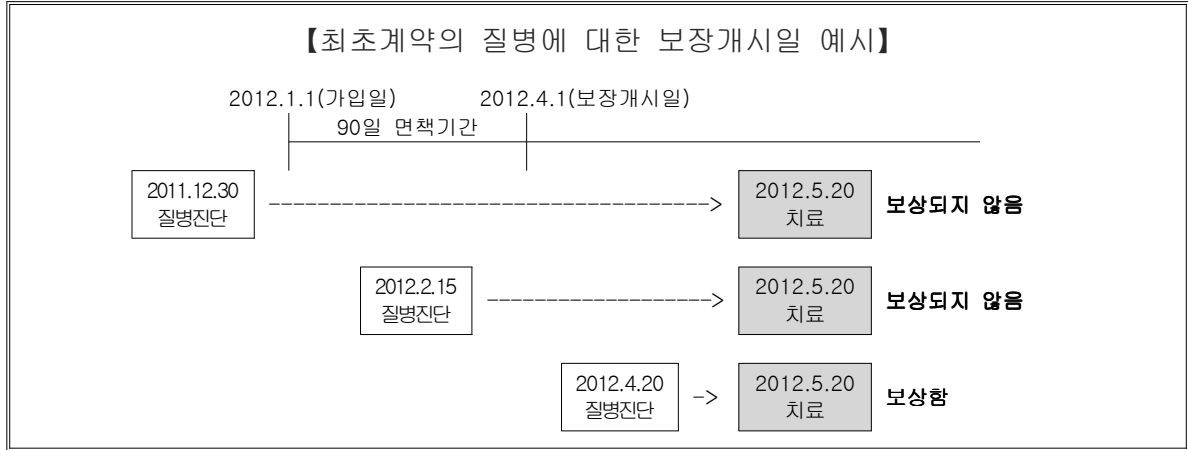 【최초계약의 질병에 대한 보장개시일 예시】
2012.1.1(가입일) 2012.4.1(보장개시일)
90일 면책기간
2011.12.30
질병진단
-------------------------------------->
2012.5.20
치료
보상되지 않음
2012.2.15
질병진단
-------------------->
2012.5.20
치료
보상되지 않음
2012.4.20
질병진단
->
2012.5.20
치료
보상함